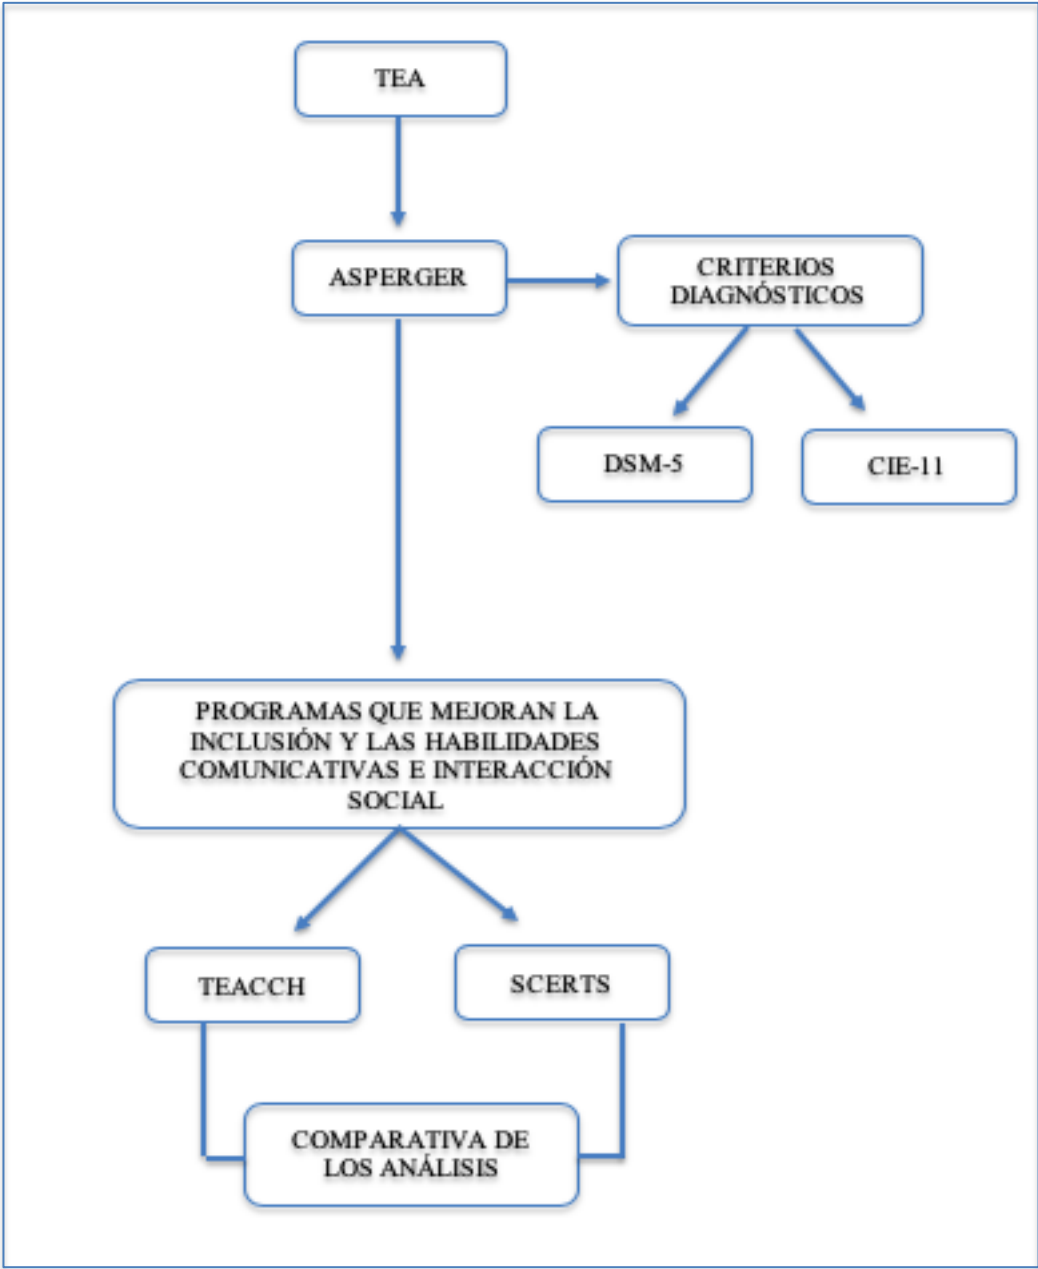 TEA
ASPERGER
CRITERIOS
DIAGNÓSTICOS
DSM-5
CIE-11
PROGRAMAS QUE MEJORAN LA
INCLUSIÓN Y LAS HABILIDADES
COMUNICATIVAS E INTERACCIÓN
SOCIAL
TEACCH
SCERTS
COMPARATIVA DE
LOS ANÁLISIS